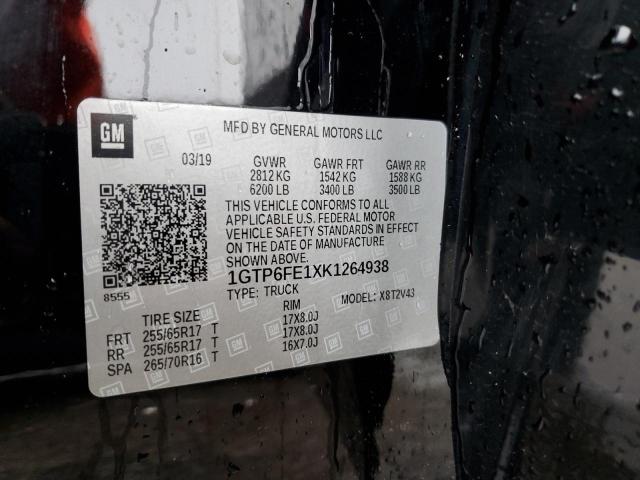 GM
MFD BY GENERAL MOTORS LLC
03/19 GVWR GAWR FRT GAWR RR
2812 KG 1542 KG 1588 KG
6200 LB 3400 LB 3500 LB
THIS VEHICLE CONFORMS TO ALL
APPLICABLE U.S. FEDERAL MOTOR
VEHICLE SAFETY STANDARDS IN EFFECT
ON THE DATE OF MANUFACTURE
SHOWN ABOVE.
1GTP6FE1XK1264938
8555
TYPE: TRUCK MODEL: X8T2V43
TIRE SIZE RIM
FRT 255/65R17 T 17X8.0J
RR 255/65R17 T 17X8.0J
SPA 265/70R16 T 16X7.0J